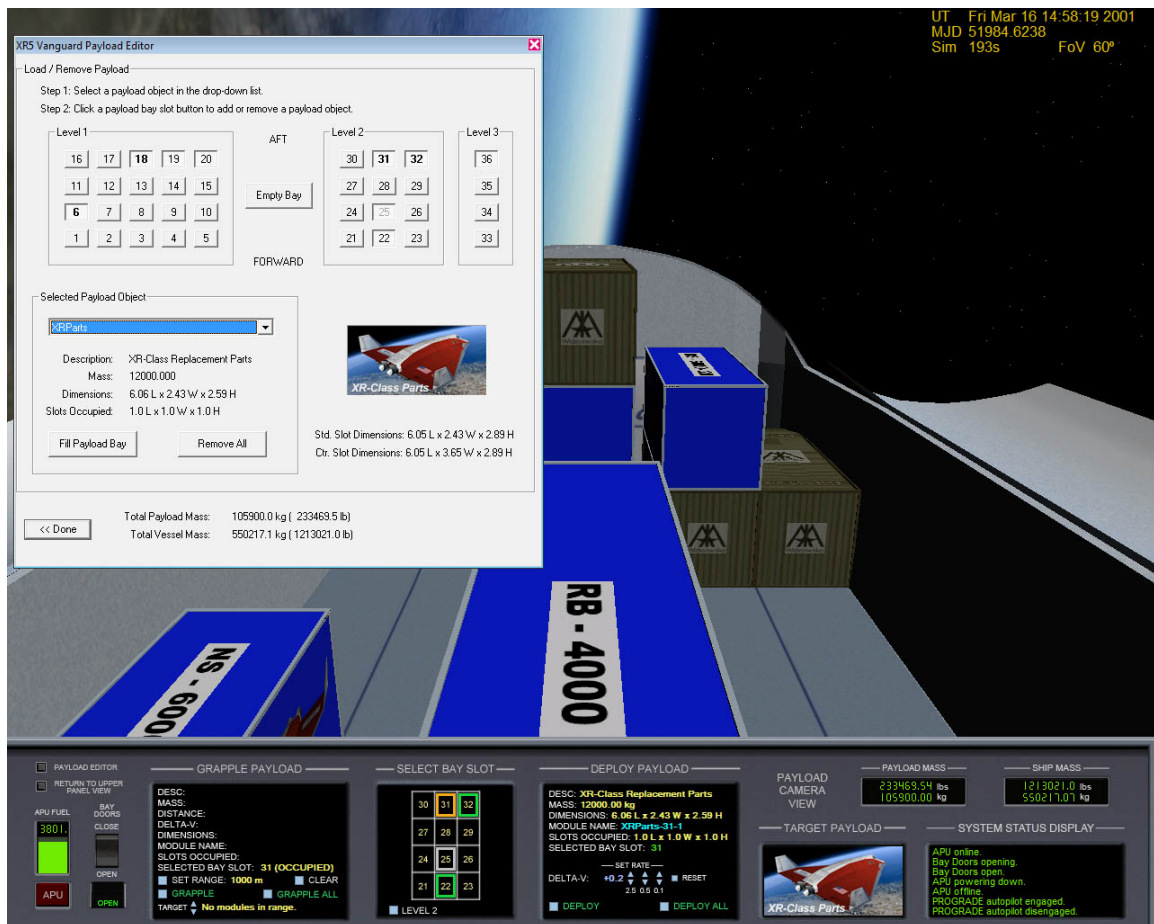 UT Fri Mar 16 14:58:19 2001
MJD 51984.6238
Sim 193s FoV 60º
XR5 Vanguard Payload Editor
Load / Remove Payload
Step 1: Select a payload object in the drop-down list.
Step 2: Click a payload bay slot button to add or remove a payload object.
Level 1
16 17 18 19 20
11 12 13 14 15
6 7 8 9 10
1 2 3 4 5
AFT
Empty Bay
FORWARD
Level 2
30 31 32
27 28 29
24 25 26
21 22 23
Level 3
36
35
34
33
Selected Payload Object
XRParts
Description: XR-Class Replacement Parts
Mass: 12000.000
Dimensions: 6.06 L x 2.43 W x 2.59 H
Slots Occupied: 1.0 L x 1.0 W x 1.0 H
Fill Payload Bay Remove All
XR-Class Parts
Std. Slot Dimensions: 6.05 L x 2.43 W x 2.89 H
Ctr. Slot Dimensions: 6.05 L x 3.65 W x 2.89 H
<< Done
Total Payload Mass: 105900.0 kg ( 233469.5 lb)
Total Vessel Mass: 550217.1 kg ( 1213021.0 lb)
NS - 600
RB - 4000
PAYLOAD EDITOR
RETURN TO UPPER
PANEL VIEW
APU FUEL
3801.
APU
BAY
DOORS
CLOSE
OPEN
OPEN
GRAPPLE PAYLOAD
DESC:
MASS:
DISTANCE:
DELTA-V:
DIMENSIONS:
MODULE NAME:
SLOTS OCCUPIED:
SELECTED BAY SLOT: 31 (OCCUPIED)
SET RANGE: 1000 m CLEAR
GRAPPLE GRAPPLE ALL
TARGET No modules in range.
SELECT BAY SLOT
30 31 32
27 28 29
24 25 26
21 22 23
LEVEL 2
DEPLOY PAYLOAD
DESC: XR-Class Replacement Parts
MASS: 12000.00 kg
DIMENSIONS: 6.06 L x 2.43 W x 2.59 H
MODULE NAME: XRParts-31-1
SLOTS OCCUPIED: 1.0 L x 1.0 W x 1.0 H
SELECTED BAY SLOT: 31
SET RATE
DELTA-V: +0.2 RESET
2.5 0.5 0.1
DEPLOY DEPLOY ALL
PAYLOAD
CAMERA
VIEW
PAYLOAD MASS
233469.54 lbs
105900.00 kg
SHIP MASS
1213021.0 lbs
550217.07 kg
TARGET PAYLOAD
XR-Class Parts
SYSTEM STATUS DISPLAY
APU online.
Bay Doors opening.
Bay Doors open.
APU powering down.
APU offline.
PROGRADE autopilot engaged.
PROGRADE autopilot disengaged.